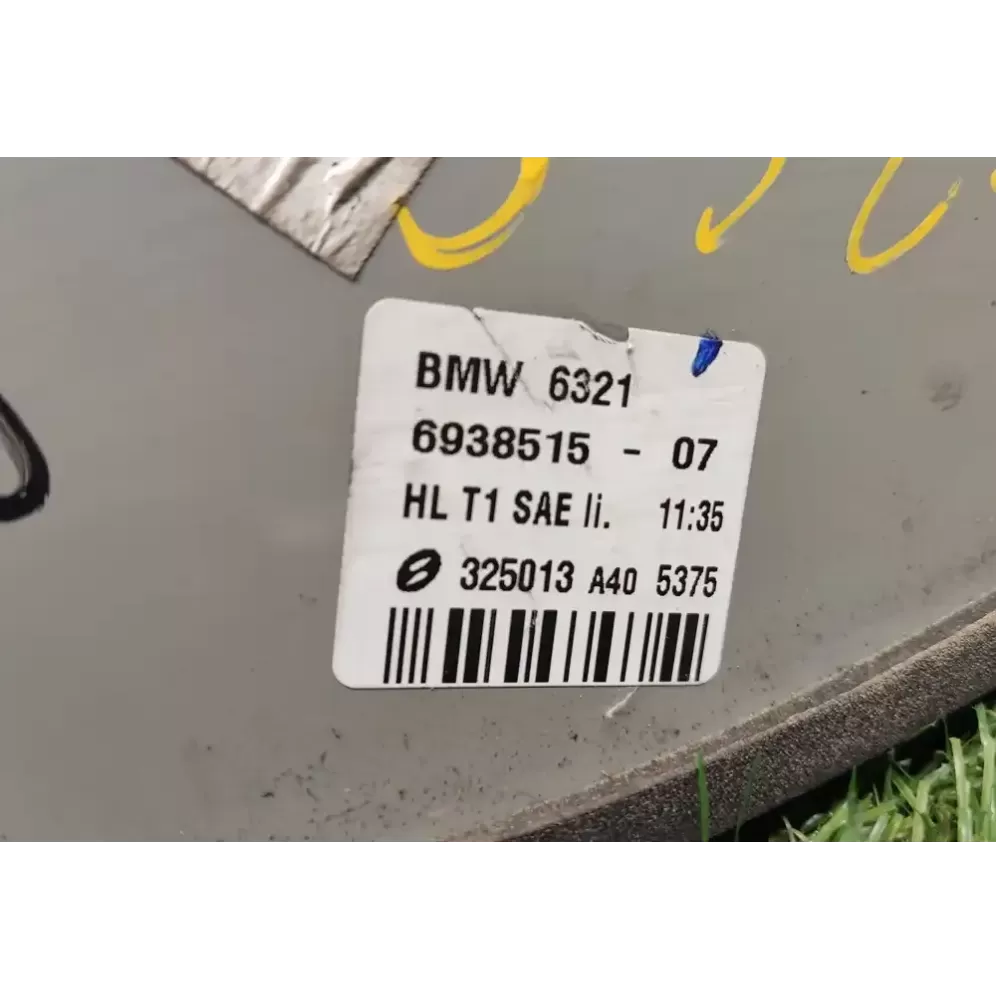 BMW 6321
6938515 - 07
HL T1 SAE li. 11:35
325013 A40 5375